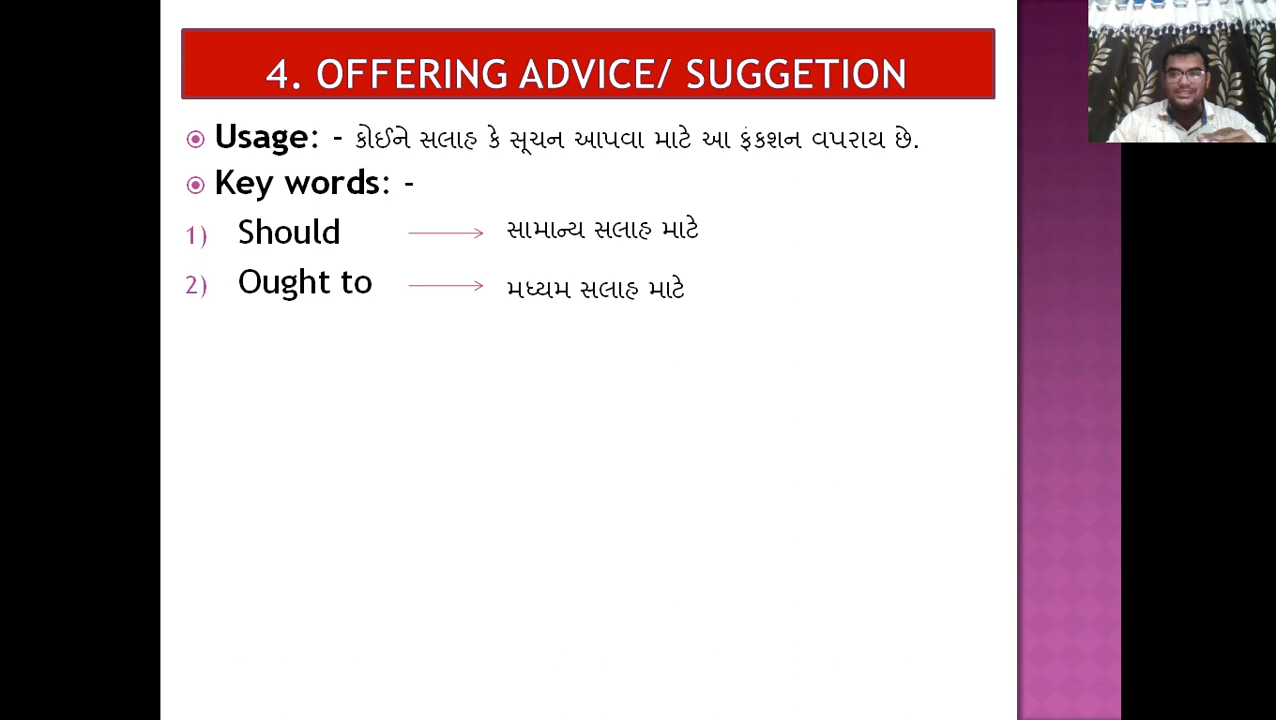 4. OFFERING ADVICE/ SUGGETION
Usage: - કોઈને સલાહ કે સૂચન આપવા માટે આ ફંકશન વપરાય છે.
Key words: -
1) Should સામાન્ય સલાહ માટે
2) Ought to મધ્યમ સલાહ માટે